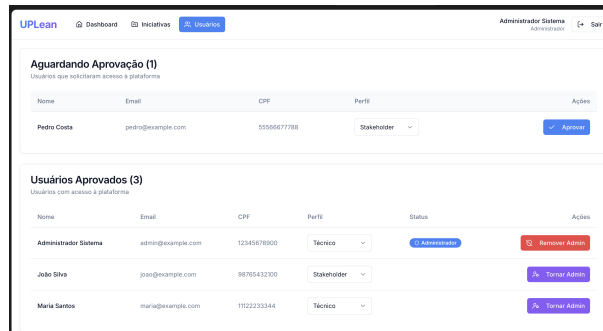 UPLean Dashboard Iniciativas Usuários Administrador Sistema Sair
Administrador
Aguardando Aprovação (1)
Usuários que solicitaram acesso à plataforma
Nome Email CPF Perfil Ações
Pedro Costa pedro@example.com 55566677788 Stakeholder Aprovar
Usuários Aprovados (3)
Usuários com acesso à plataforma
Nome Email CPF Perfil Status Ações
Administrador Sistema admin@example.com 12345678900 Técnico Administrador Remover Admin
João Silva joao@example.com 98765432100 Stakeholder Tornar Admin
Maria Santos maria@example.com 11122233344 Técnico Tornar Admin